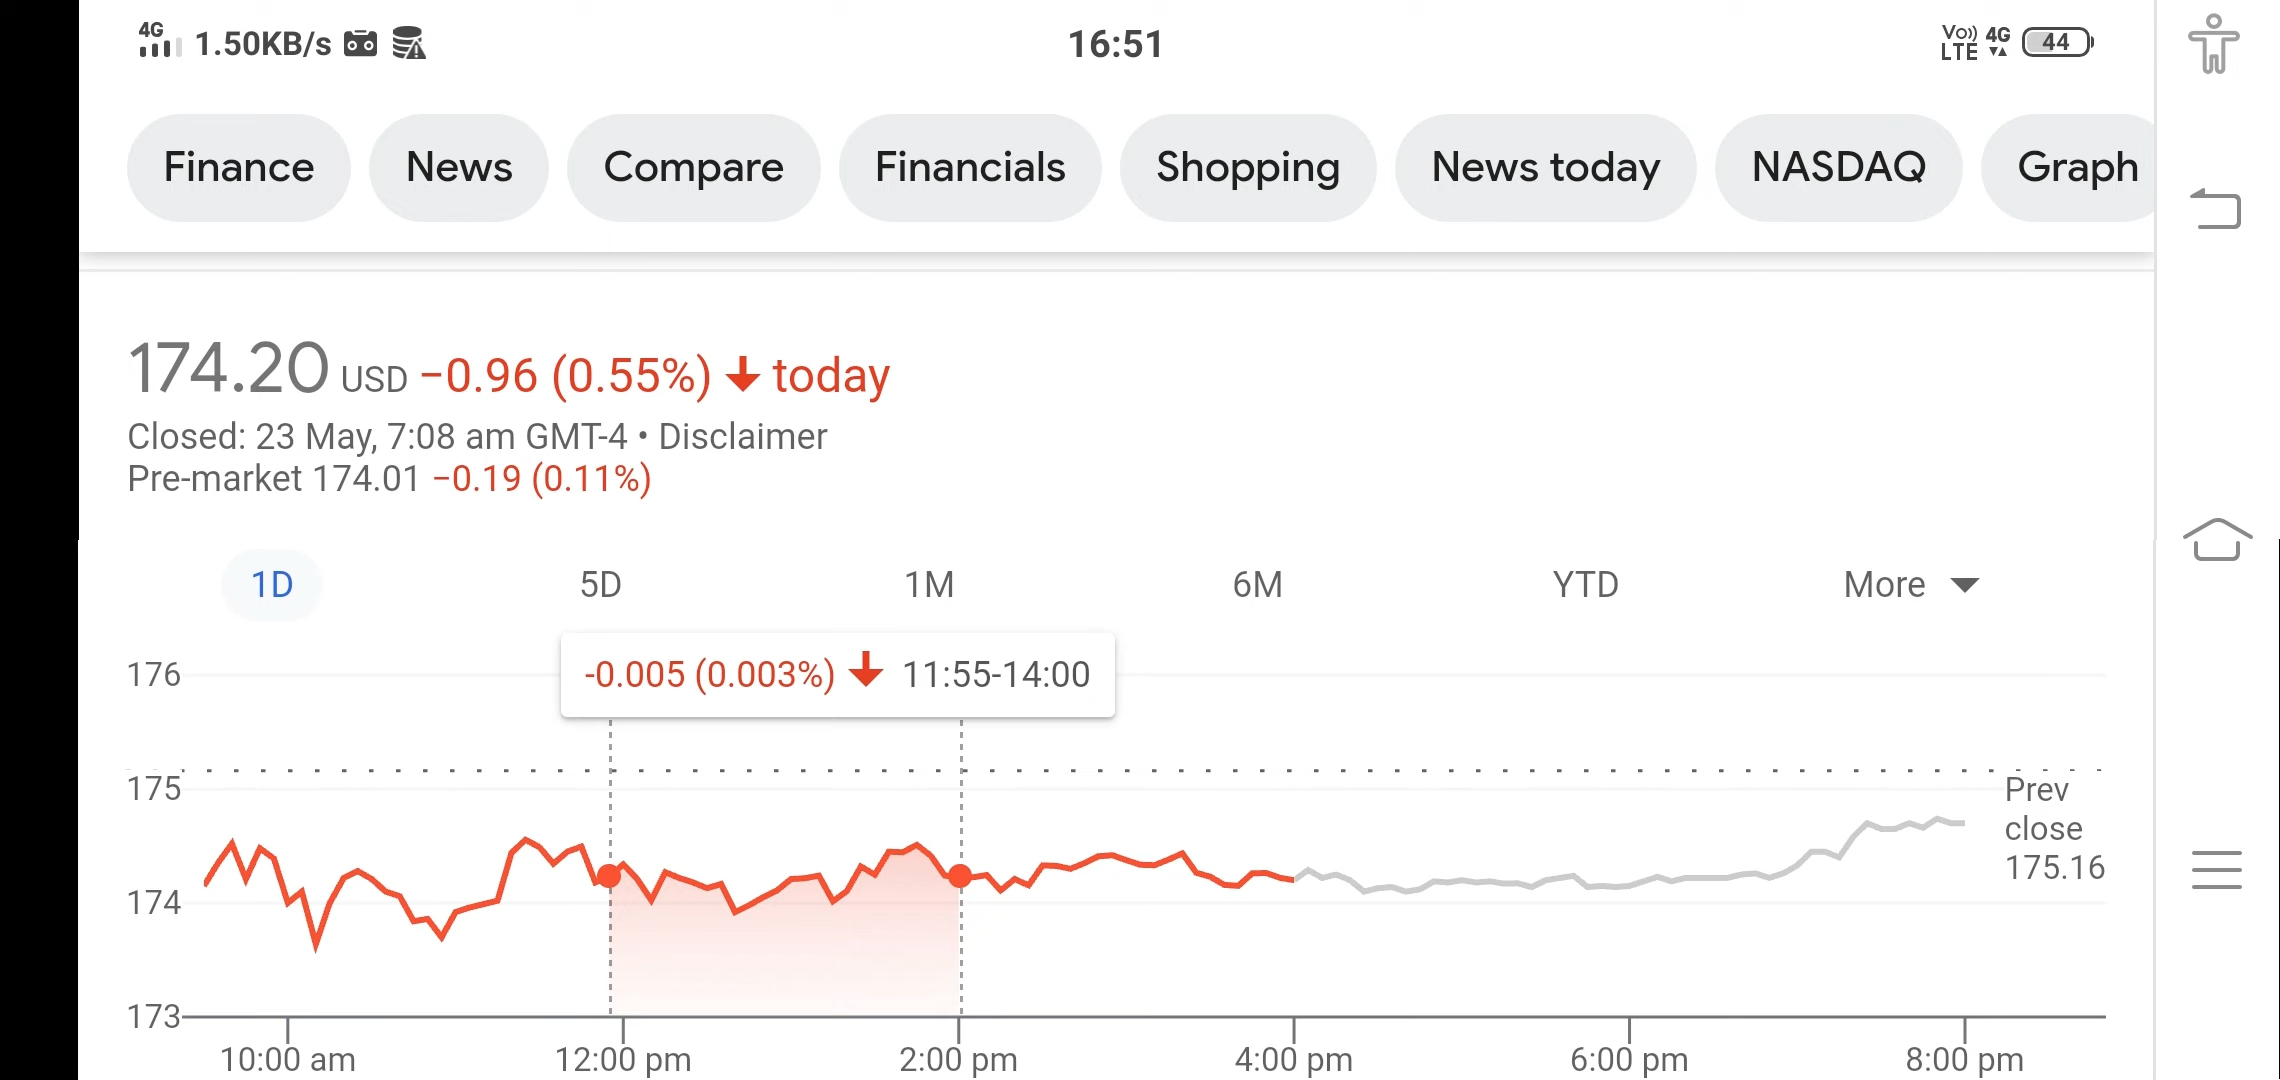 4G 1.50KB/s 16:51 Vo)) LTE 4G 44
Finance News Compare Financials Shopping News today NASDAQ Graph
174.20 USD −0.96 (0.55%) today
Closed: 23 May, 7:08 am GMT-4 • Disclaimer
Pre-market 174.01 −0.19 (0.11%)
1D 5D 1M 6M YTD More
-0.005 (0.003%) 11:55-14:00
176
175
174
173
Prev
close
175.16
10:00 am 12:00 pm 2:00 pm 4:00 pm 6:00 pm 8:00 pm